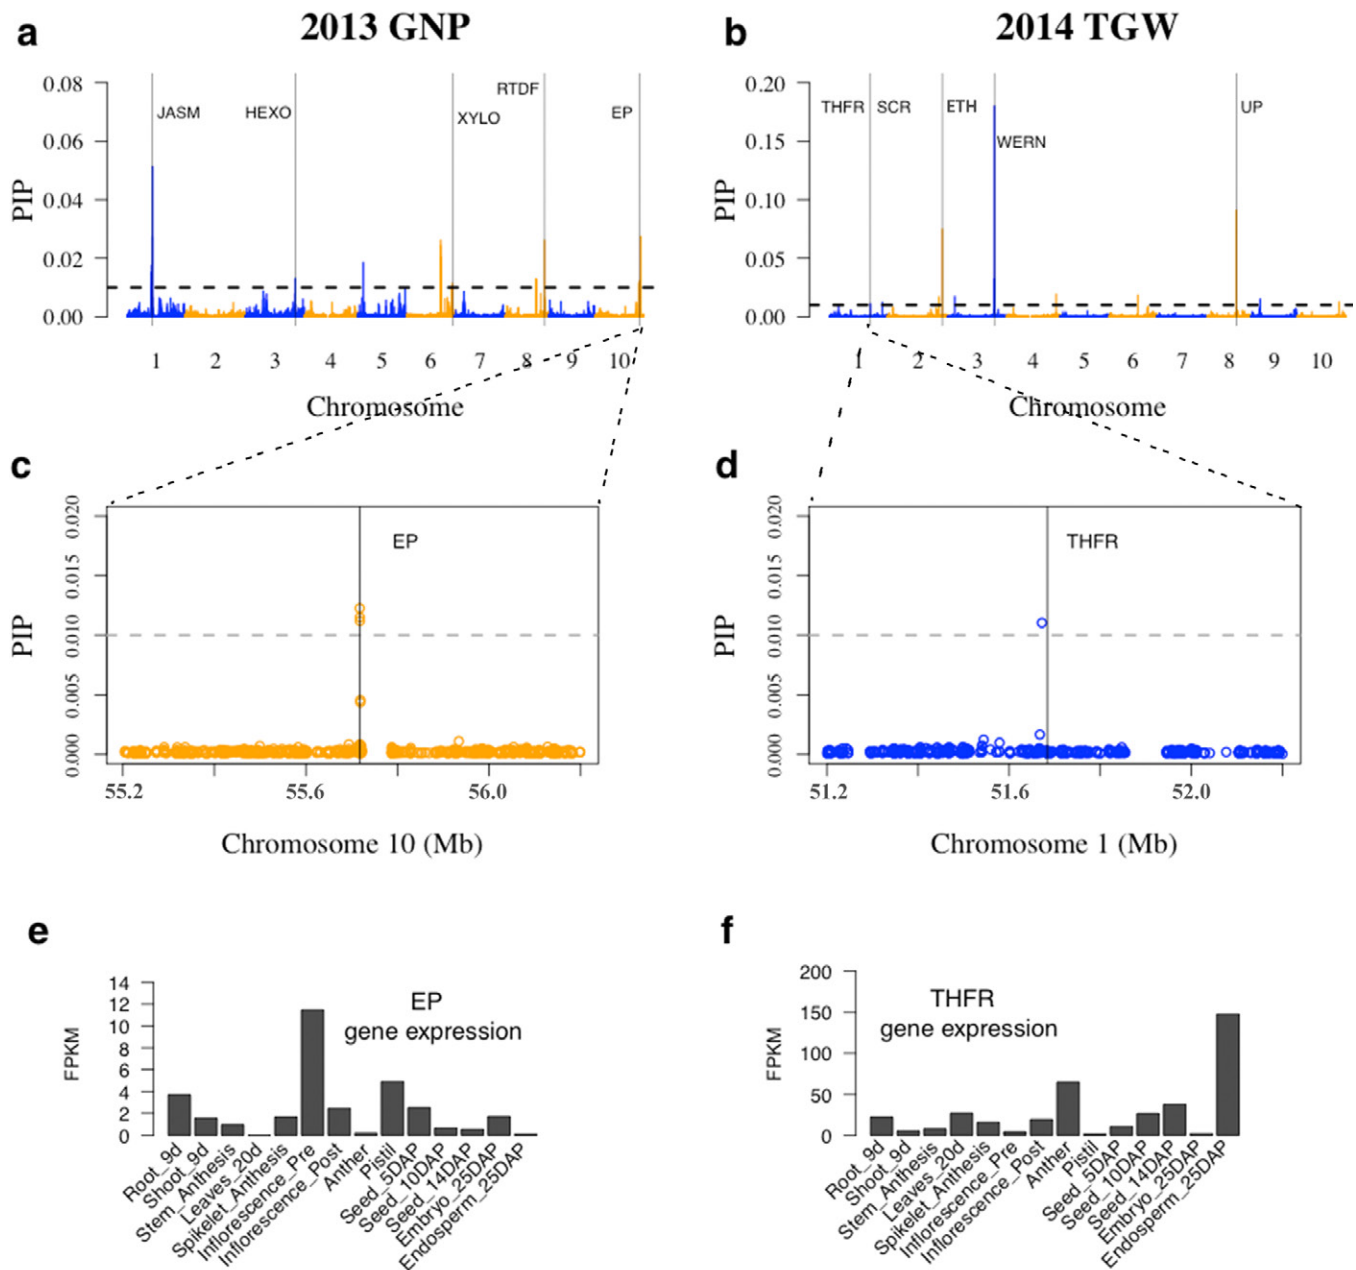 a
2013 GNP
b
2014 TGW
PIP
0.08
0.06
0.04
0.02
0.00
JASM
HEXO
XYLO
RTDF
EP
1 2 3 4 5 6 7 8 9 10
Chromosome
PIP
0.20
0.15
0.10
0.05
0.00
THFR
SCR
ETH
WERN
UP
1 2 3 4 5 6 7 8 9 10
Chromosome
c
PIP
0.020
0.015
0.010
0.005
0.000
EP
55.2 55.6 56.0
Chromosome 10 (Mb)
d
PIP
0.020
0.015
0.010
0.005
0.000
THFR
51.2 51.6 52.0
Chromosome 1 (Mb)
e
FPKM
14
12
10
8
6
4
2
0
EP
gene expression
Root_9d
Shoot_9d
Stem_Anthesis
Leaves_20d
Spikelet_Anthesis
Inflorescence_Pre
Inflorescence_Post
Anther
Pistil
Seed_5DAP
Seed_10DAP
Seed_14DAP
Embryo_25DAP
Endosperm_25DAP
f
FPKM
200
150
100
50
0
THFR
gene expression
Root_9d
Shoot_9d
Stem_Anthesis
Leaves_20d
Spikelet_Anthesis
Inflorescence_Pre
Inflorescence_Post
Anther
Pistil
Seed_5DAP
Seed_10DAP
Seed_14DAP
Embryo_25DAP
Endosperm_25DAP